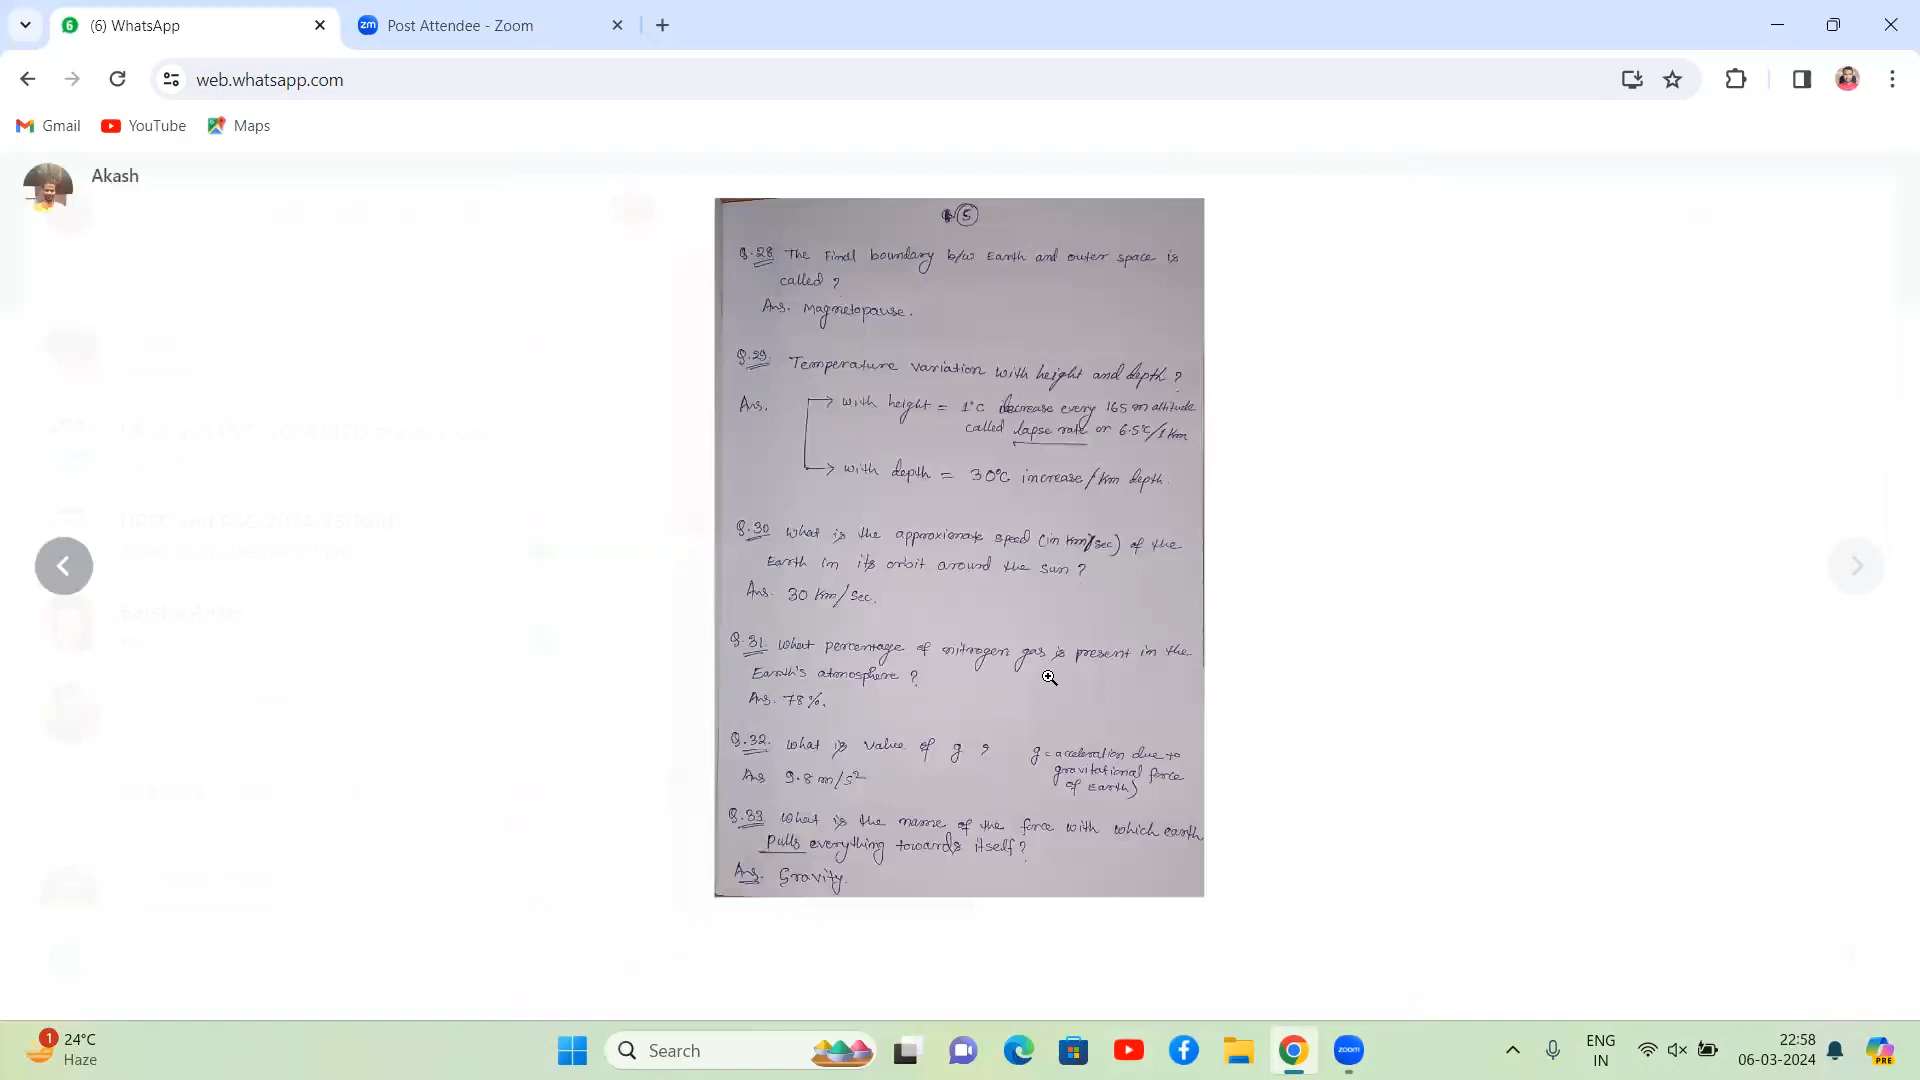 (6) WhatsApp
Post Attendee - Zoom
web.whatsapp.com
Gmail
YouTube
Maps
Akash
5
Q.28 The Final boundary b/w Earth and outer space is
called ?
Ans. Magnetopause.
Q.29 Temperature variation with height and depth ?
Ans. with height = 1°C decrease every 165 m altitude
called lapse rate or 6.5°C/1 Km
with depth = 30°C increase/Km depth.
Q.30 What is the approximate speed (in Km/sec) of the
Earth in its orbit around the sun ?
Ans. 30 Km/Sec.
Q.31. What percentage of nitrogen gas is present in the
Earth's atmosphere ?
Ans. 78%.
Q.32. What is value of g ?
g = acceleration due to
gravitational force
of Earth)
Ans 9.8 m/s²
Q.33 What is the name of the force with which earth
pulls everything towards itself ?
Ans. Gravity.
1
24°C
Haze
Search
zoom
ENG
IN
22:58
06-03-2024
PRE